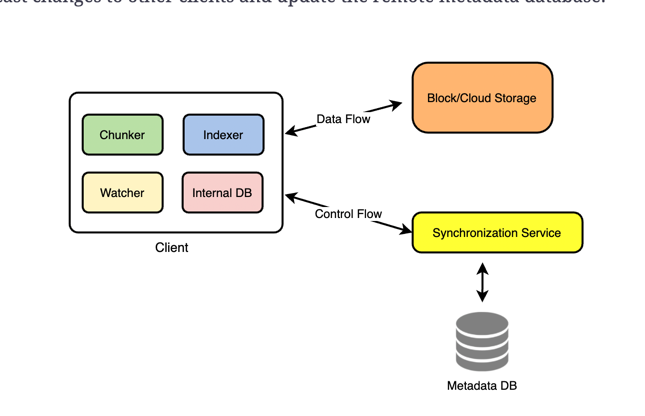 changes to other clients and update the remote metadata database.
Chunker
Indexer
Watcher
Internal DB
Client
Data Flow
Control Flow
Block/Cloud Storage
Synchronization Service
Metadata DB